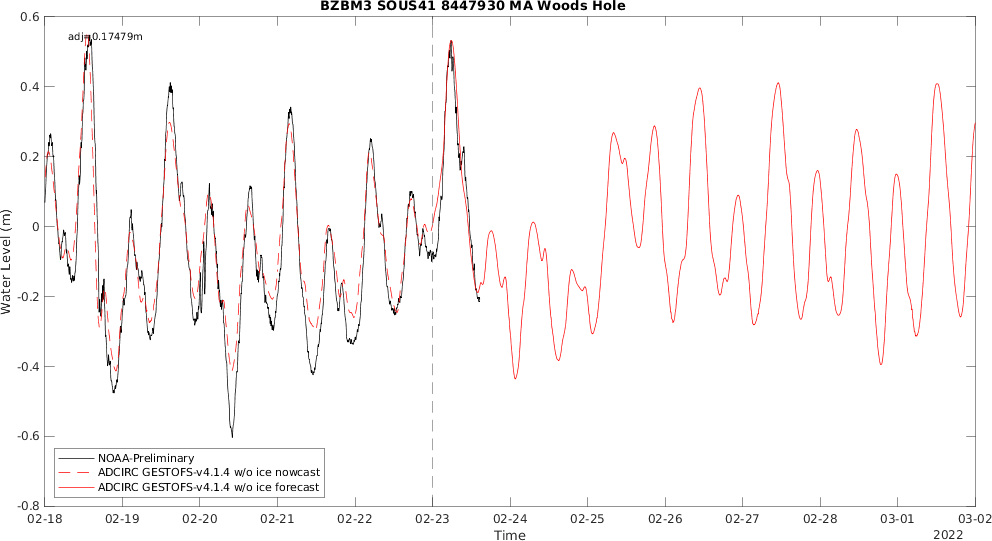 BZBM3 SOUS41 8447930 MA Woods Hole
adj=0.17479m
0.6
0.4
0.2
0
-0.2
-0.4
-0.6
-0.8
Water Level (m)
NOAA-Preliminary
ADCIRC GESTOFS-v4.1.4 w/o ice nowcast
ADCIRC GESTOFS-v4.1.4 w/o ice forecast
02-18 02-19 02-20 02-21 02-22 02-23 02-24 02-25 02-26 02-27 02-28 03-01 03-02
Time
2022